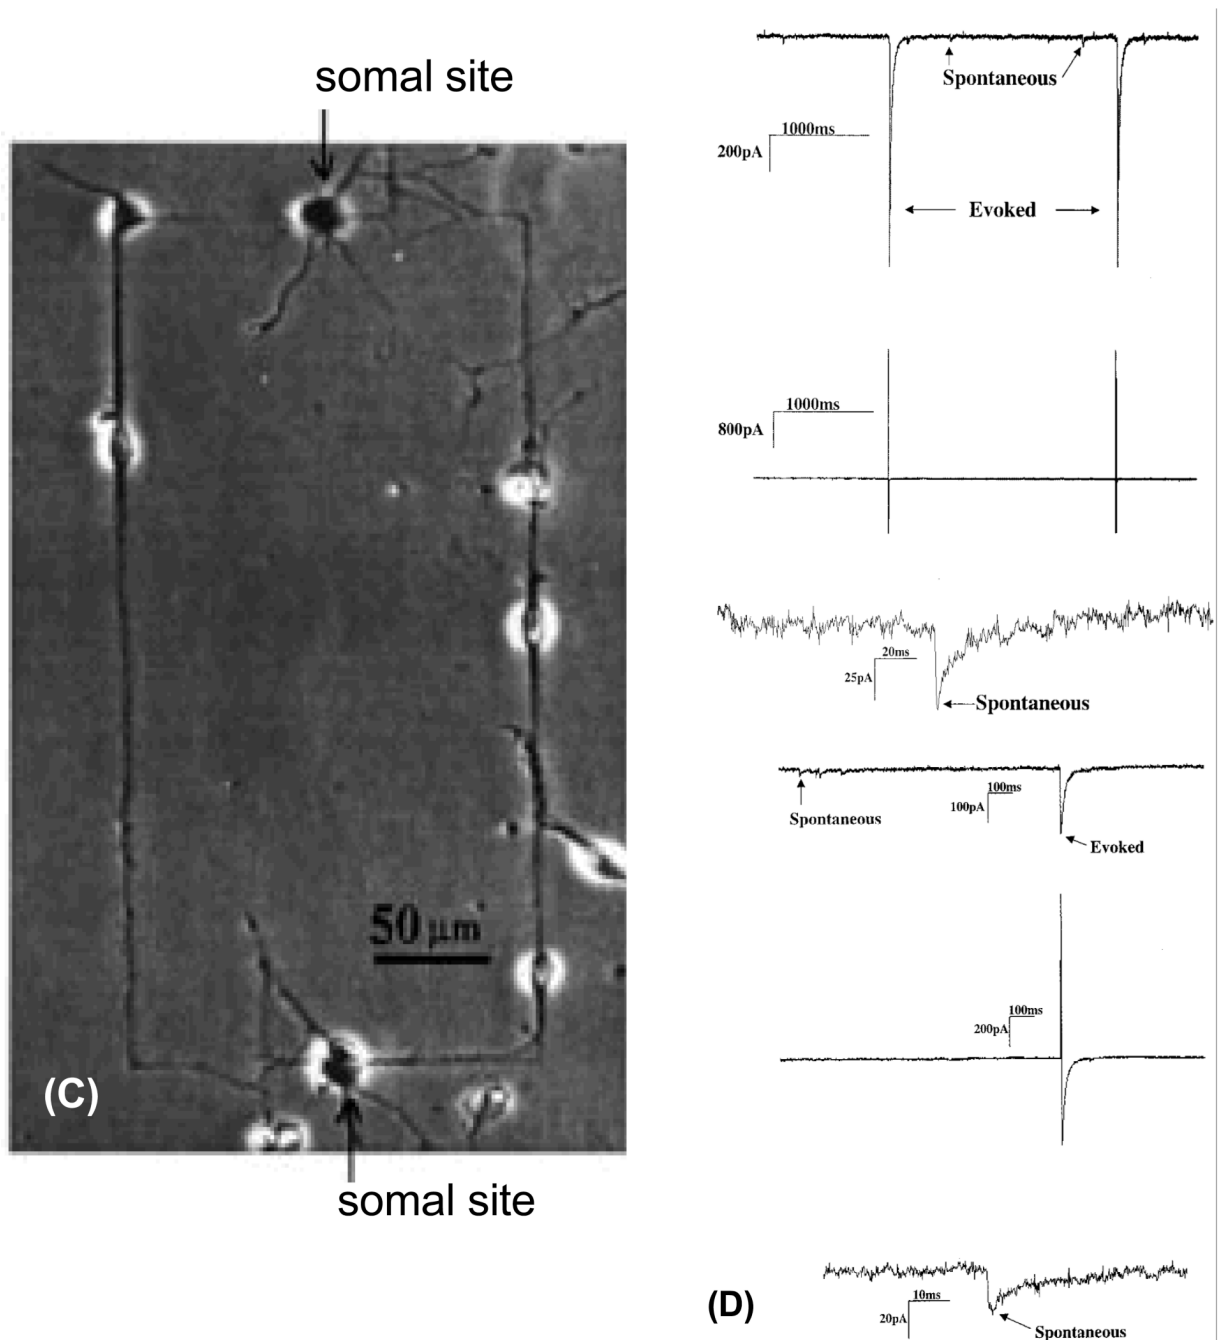 somal site
50 µm
(C)
somal site
Spontaneous
1000ms
200pA
Evoked
1000ms
800pA
20ms
25pA
Spontaneous
100ms
100pA
Spontaneous
Evoked
100ms
200pA
(D)
10ms
20pA
Spontaneous